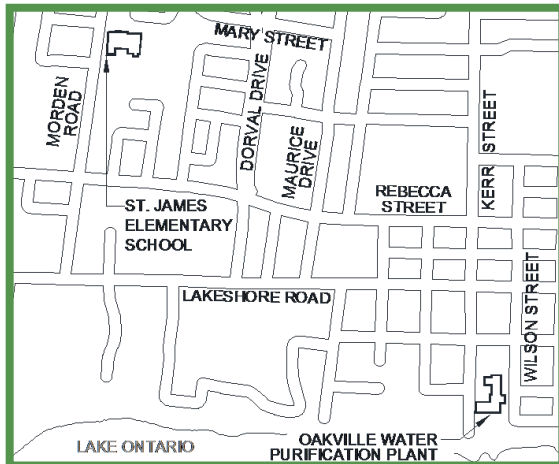 MARY STREET
MORDEN
ROAD
DORVAL DRIVE
MAURICE
DRIVE
KERR STREET
REBECCA
STREET
ST. JAMES
ELEMENTARY
SCHOOL
LAKESHORE ROAD
WILSON STREET
LAKE ONTARIO
OAKVILLE WATER
PURIFICATION PLANT